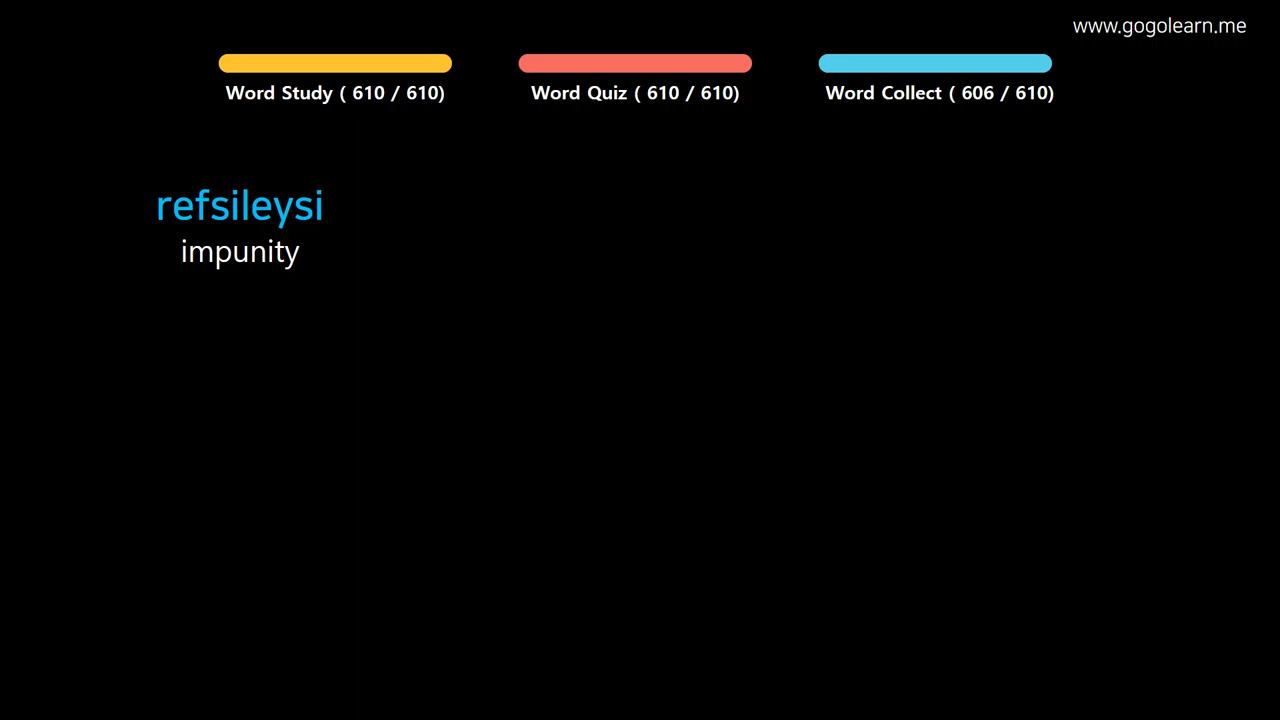 www.gogolearn.me
Word Study ( 610 / 610)
Word Quiz ( 610 / 610)
Word Collect ( 606 / 610)
refsileysi
impunity